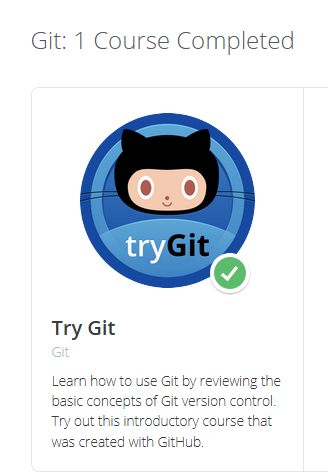 Git: 1 Course Completed
tryGit
Try Git
Git
Learn how to use Git by reviewing the
basic concepts of Git version control.
Try out this introductory course that
was created with GitHub.